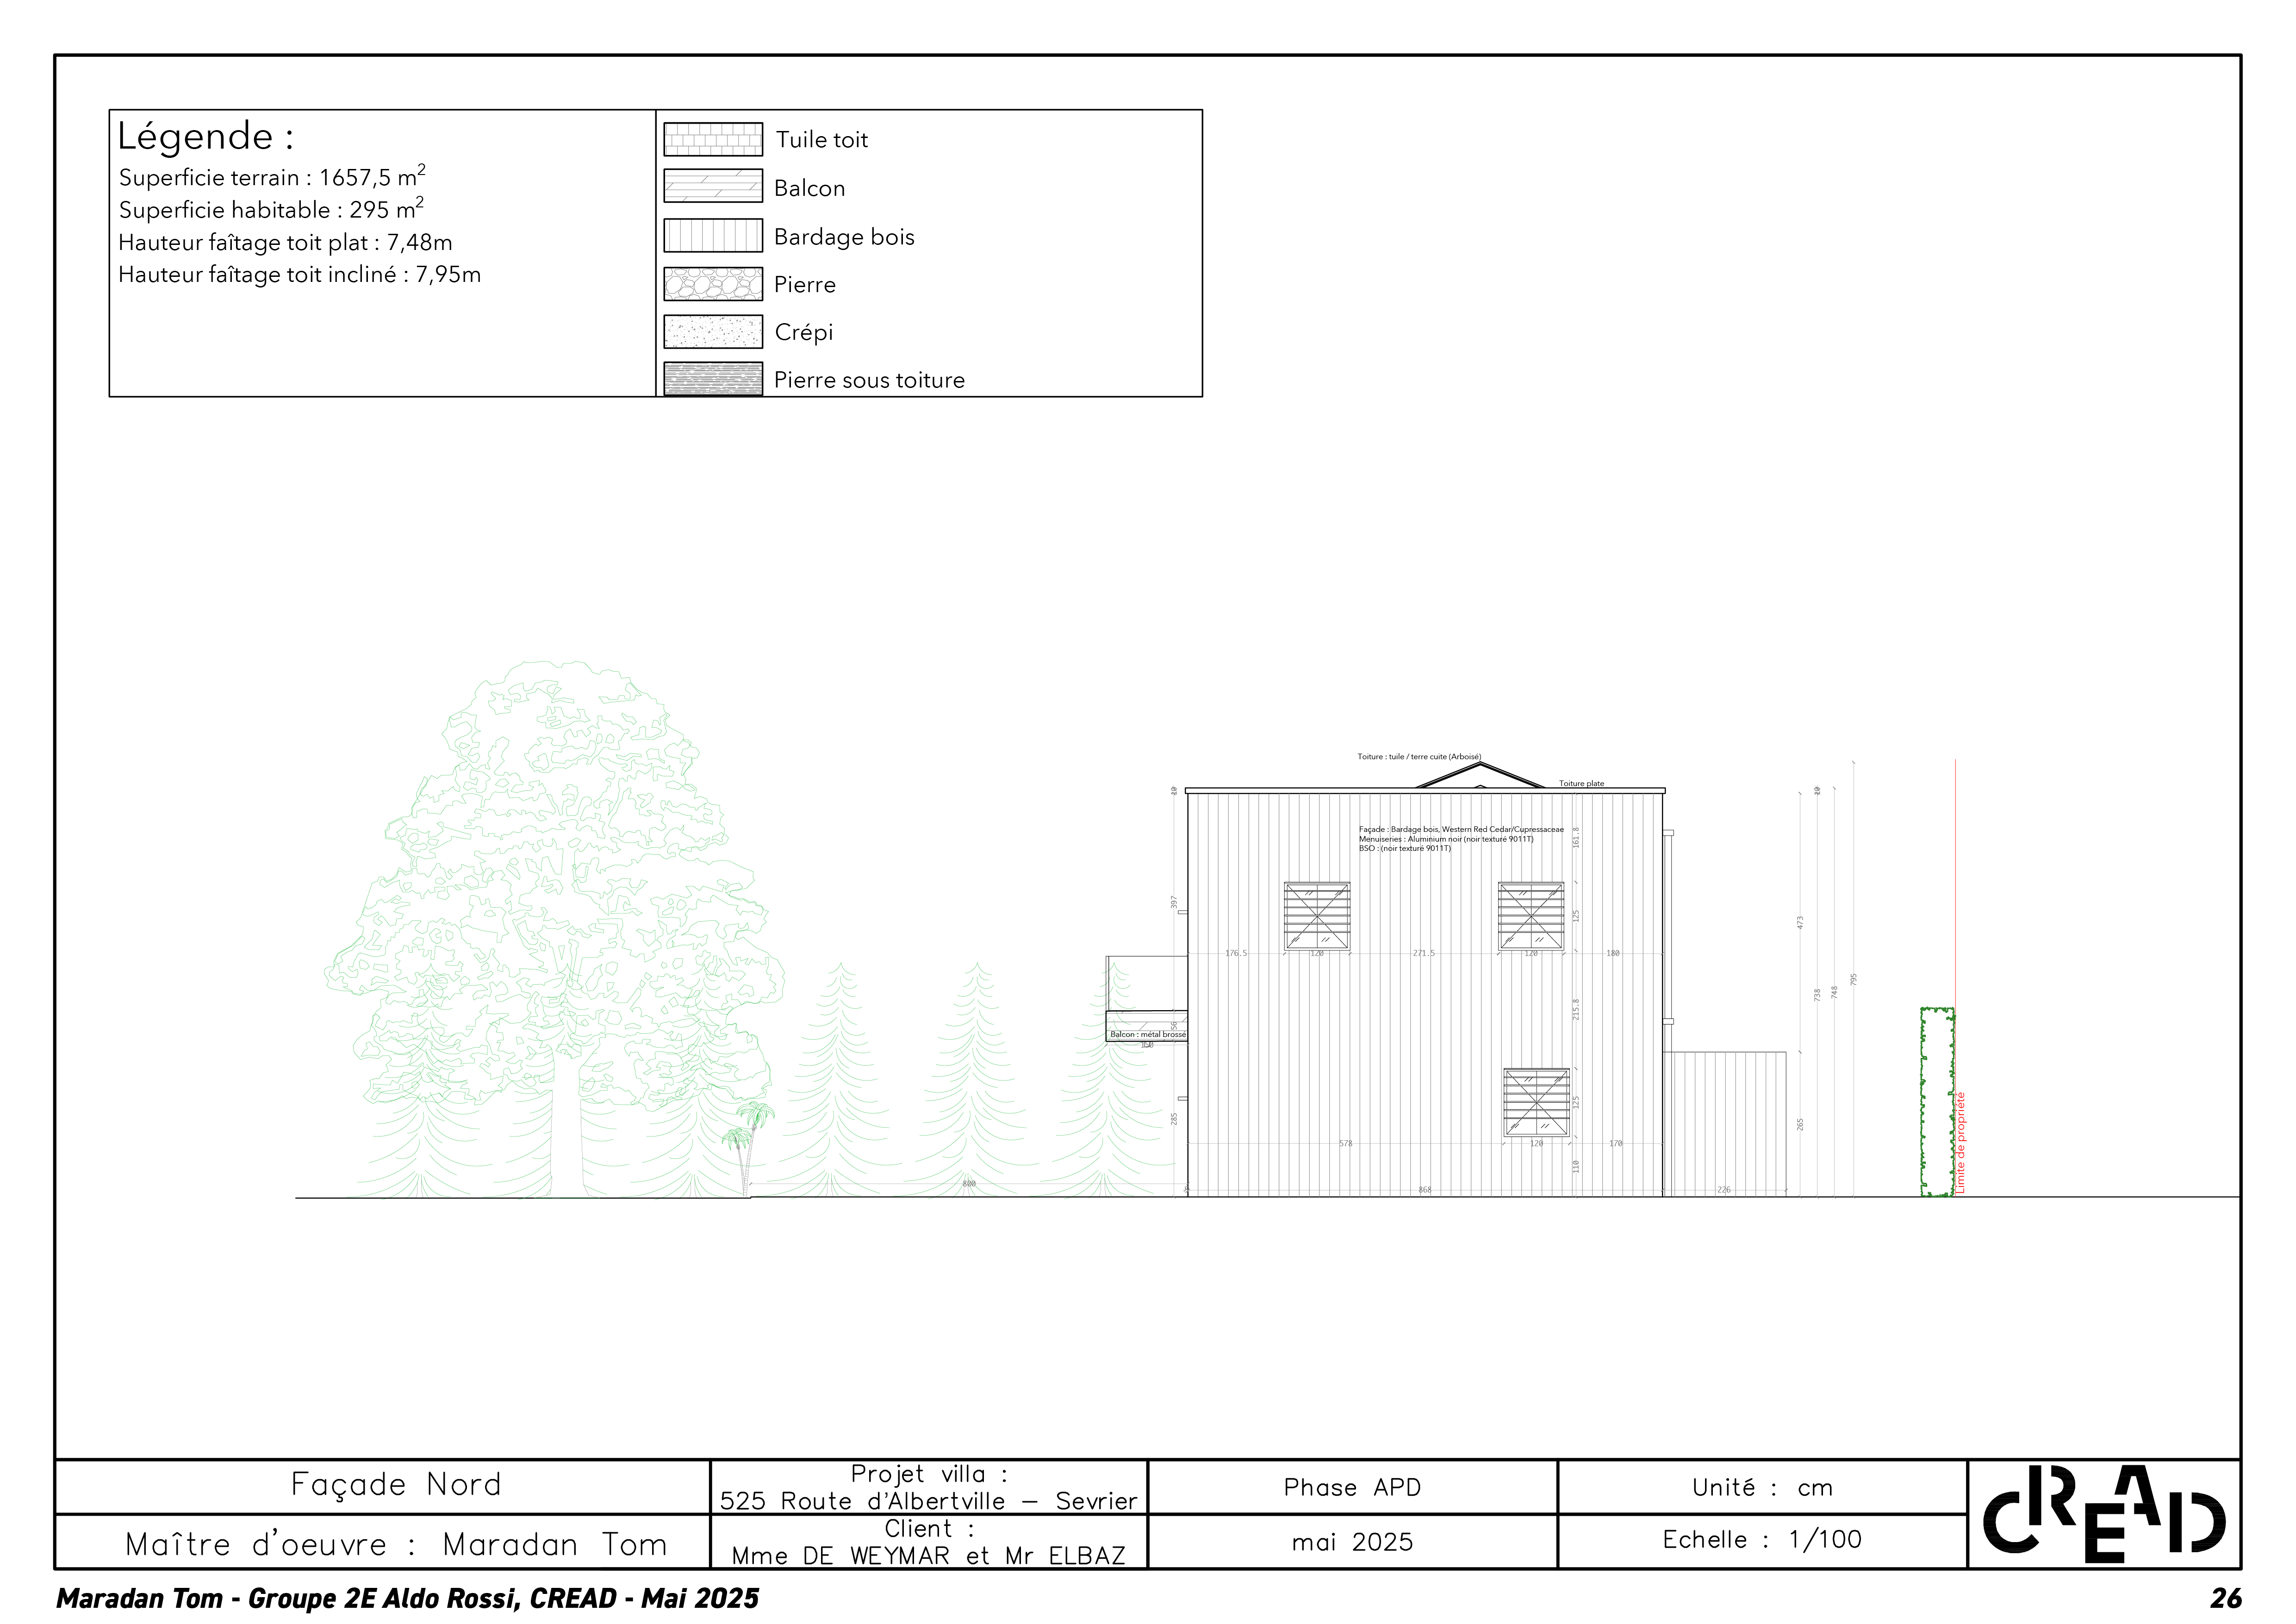 Légende :
Superficie terrain : 1657,5 m²
Superficie habitable : 295 m²
Hauteur faîtage toit plat : 7,48m
Hauteur faîtage toit incliné : 7,95m
Tuile toit
Balcon
Bardage bois
Pierre
Crépi
Pierre sous toiture
Toiture : tuile / terre cuite (Arboisé)
Toiture plate
Façade : Bardage bois, Western Red Cedar/Cupressaceae
Menuiseries : Aluminium noir (noir texturé 9011T)
BSO : (noir texturé 9011T)
10
397
56
285
Balcon : métal brossé
150
161.8
125
215.8
125
110
176.5
120
271.5
120
180
578
120
170
800
868
226
473
265
10
738
748
795
Limite de propriété
Façade Nord
Maître d'oeuvre : Maradan Tom
Projet villa :
525 Route d'Albertville – Sevrier
Client :
Mme DE WEYMAR et Mr ELBAZ
Phase APD
mai 2025
Unité : cm
Echelle : 1/100
CREAD
Maradan Tom - Groupe 2E Aldo Rossi, CREAD - Mai 2025
26